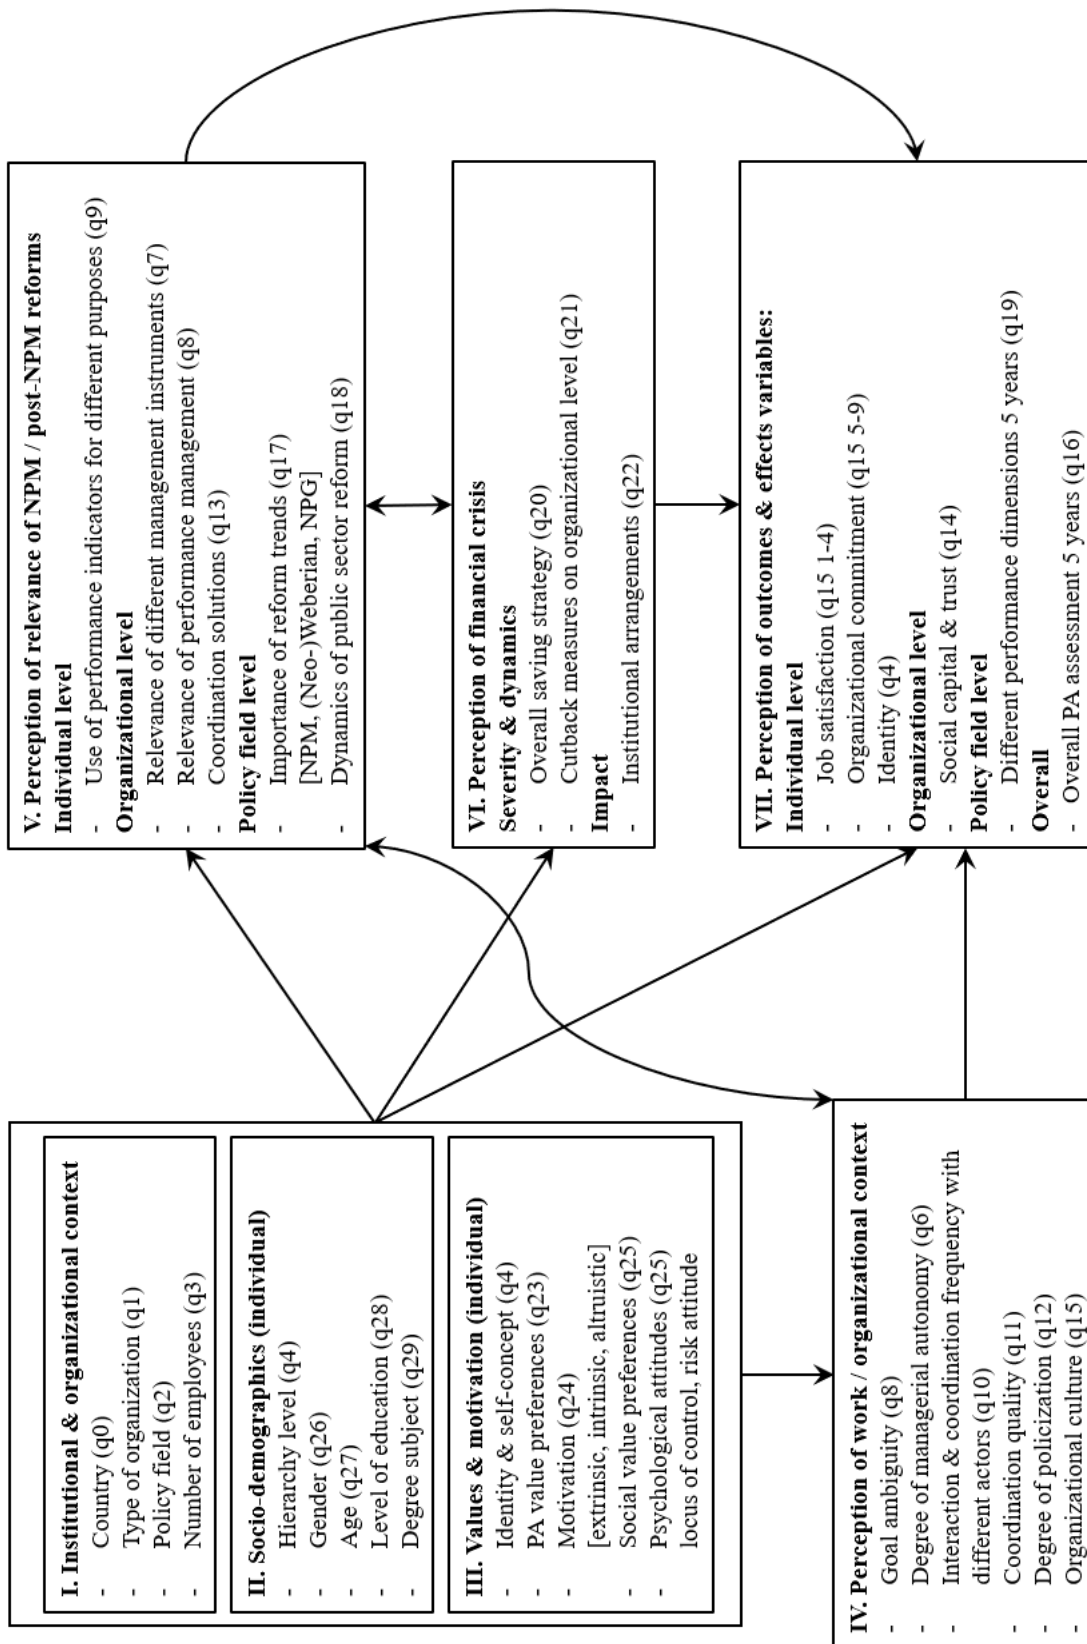 I. Institutional & organizational context
- Country (q0)
- Type of organization (q1)
- Policy field (q2)
- Number of employees (q3)
II. Socio-demographics (individual)
- Hierarchy level (q4)
- Gender (q26)
- Age (q27)
- Level of education (q28)
- Degree subject (q29)
III. Values & motivation (individual)
- Identity & self-concept (q4)
- PA value preferences (q23)
- Motivation (q24)
[extrinsic, intrinsic, altruistic]
- Social value preferences (q25)
- Psychological attitudes (q25)
locus of control, risk attitude
IV. Perception of work / organizational context
- Goal ambiguity (q8)
- Degree of managerial autonomy (q6)
- Interaction & coordination frequency with
different actors (q10)
- Coordination quality (q11)
- Degree of policization (q12)
- Organizational culture (q15)
V. Perception of relevance of NPM / post-NPM reforms
Individual level
- Use of performance indicators for different purposes (q9)
Organizational level
- Relevance of different management instruments (q7)
- Relevance of performance management (q8)
- Coordination solutions (q13)
Policy field level
- Importance of reform trends (q17)
[NPM, (Neo-)Weberian, NPG]
- Dynamics of public sector reform (q18)
VI. Perception of financial crisis
Severity & dynamics
- Overall saving strategy (q20)
- Cutback measures on organizational level (q21)
Impact
- Institutional arrangements (q22)
VII. Perception of outcomes & effects variables:
Individual level
- Job satisfaction (q15 1-4)
- Organizational commitment (q15 5-9)
- Identity (q4)
Organizational level
- Social capital & trust (q14)
Policy field level
- Different performance dimensions 5 years (q19)
Overall
- Overall PA assessment 5 years (q16)